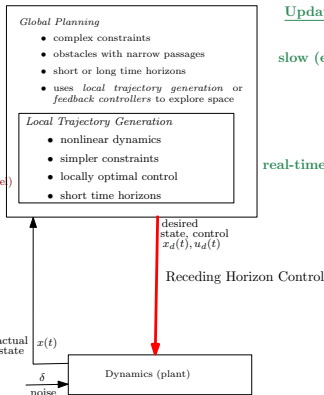 Upda
Global Planning
• complex constraints
• obstacles with narrow passages
• short or long time horizons
• uses local trajectory generation or
feedback controllers to explore space
slow (e
Local Trajectory Generation
• nonlinear dynamics
• simpler constraints
• locally optimal control
• short time horizons
real-time
el)
desired
state, control
x_d(t), u_d(t)
Receding Horizon Control
actual
state
x(t)
Dynamics (plant)
δ
noise